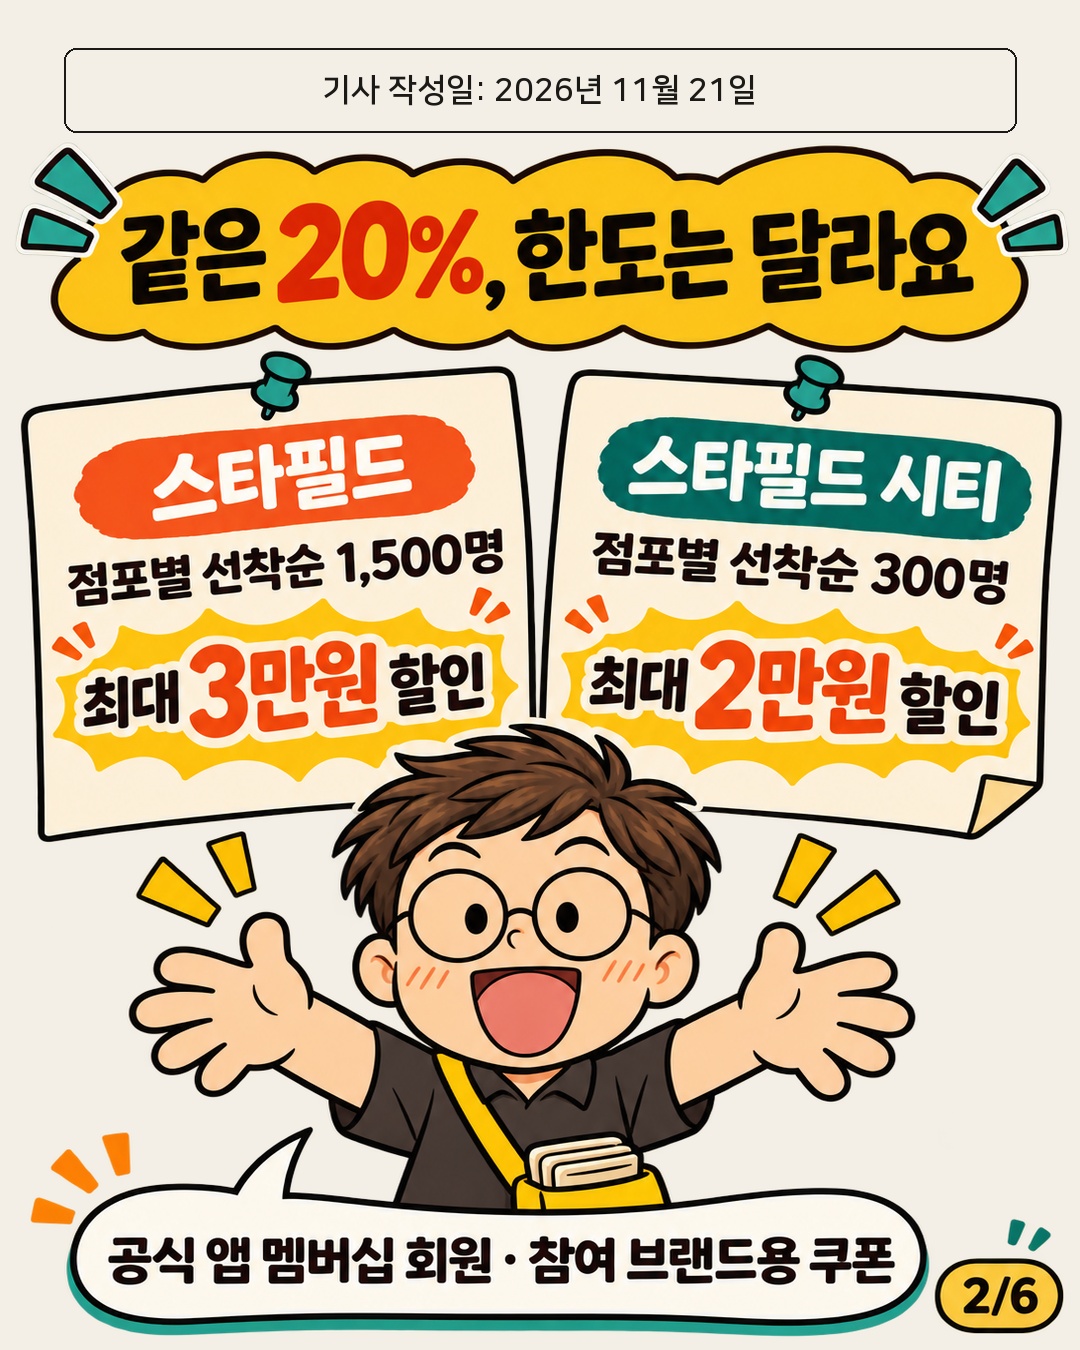 기사 작성일: 2026년 11월 21일
같은 20%, 한도는 달라요
스타필드
점포별 선착순 1,500명
최대 3만원 할인
스타필드 시티
점포별 선착순 300명
최대 2만원 할인
공식 앱 멤버십 회원 · 참여 브랜드용 쿠폰
2/6